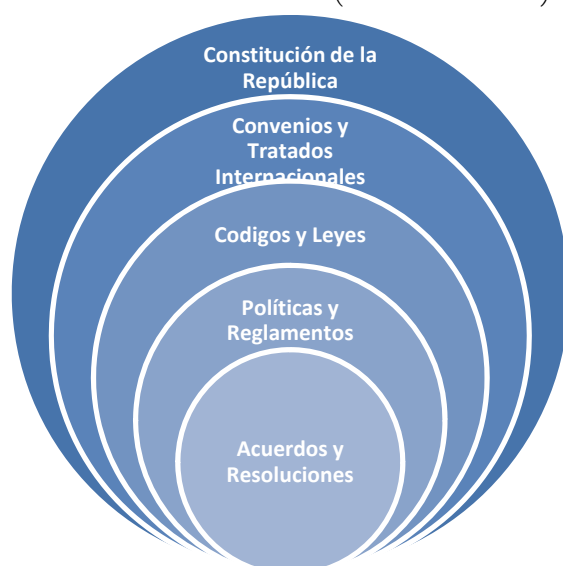 Constitución de la
República
Convenios y
Tratados
Internacionales
Codigos y Leyes
Políticas y
Reglamentos
Acuerdos y
Resoluciones